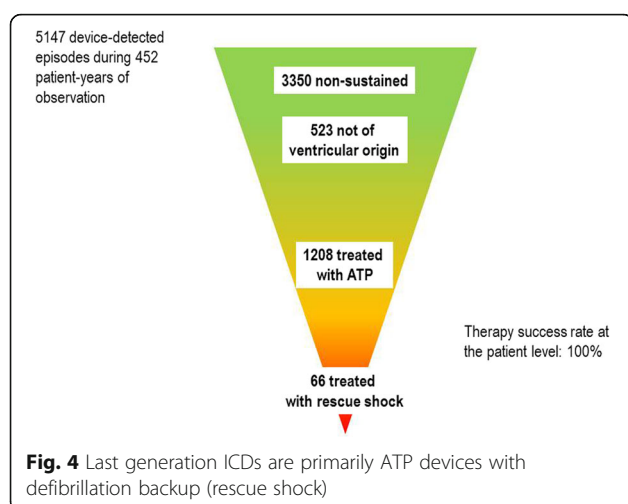 5147 device-detected
episodes during 452
patient-years of
observation
3350 non-sustained
523 not of
ventricular origin
1208 treated
with ATP
Therapy success rate at
the patient level: 100%
66 treated
with rescue shock
Fig. 4 Last generation ICDs are primarily ATP devices with
defibrillation backup (rescue shock)